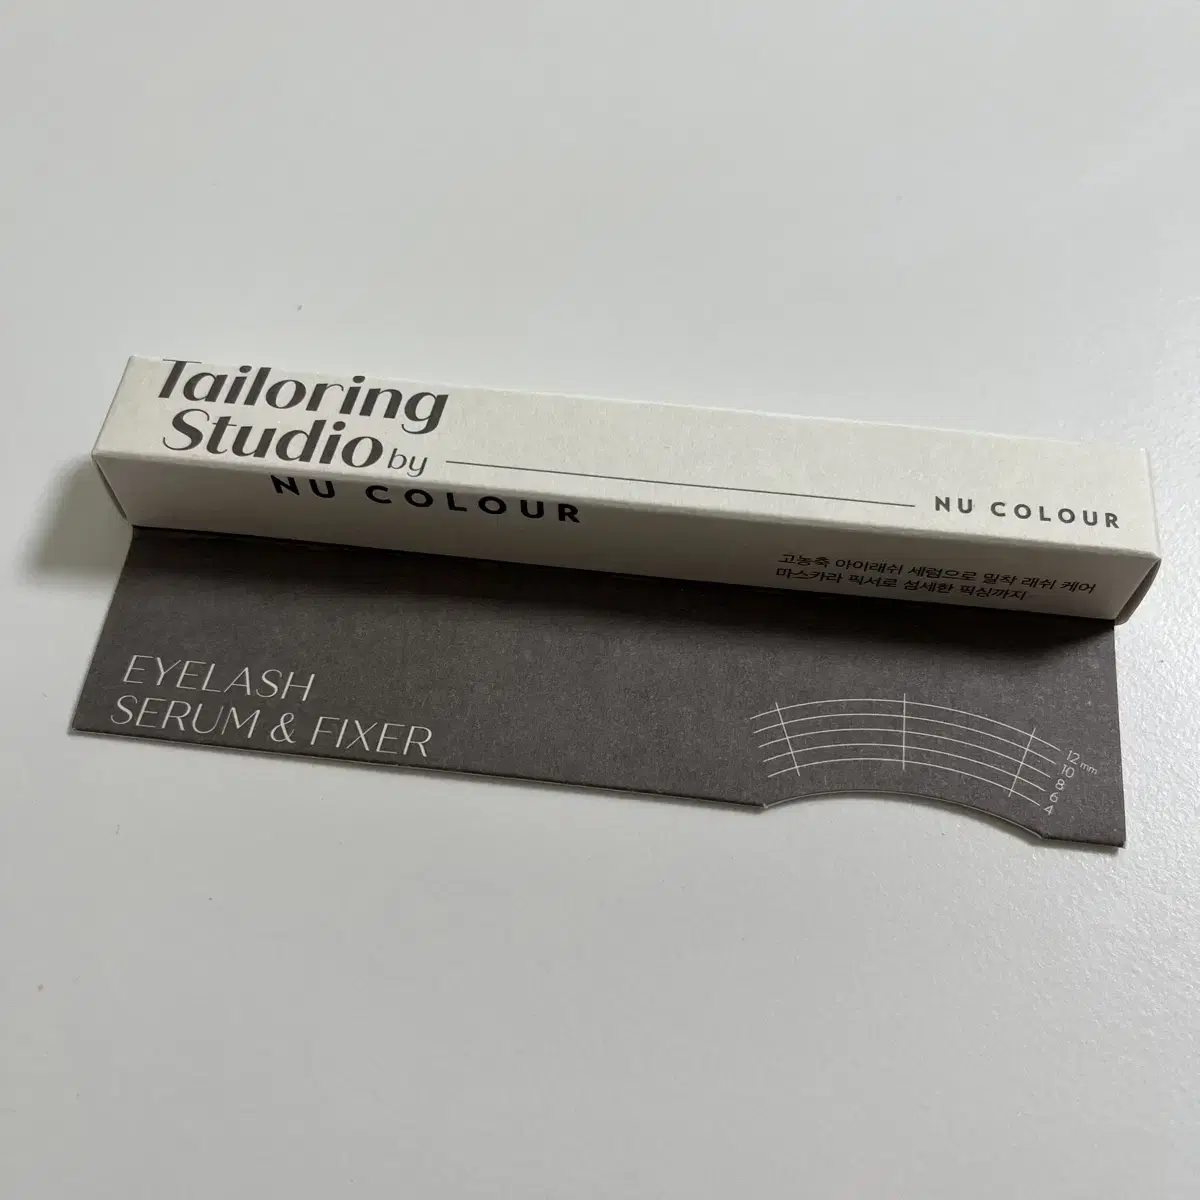 Tailoring
Studio by
NU COLOUR
NU COLOUR
고농축 아이래쉬 세럼으로 밀착 래쉬 케어
마스카라 픽서로 섬세한 픽싱까지
EYELASH
SERUM & FIXER
12 mm
10
8
6
4